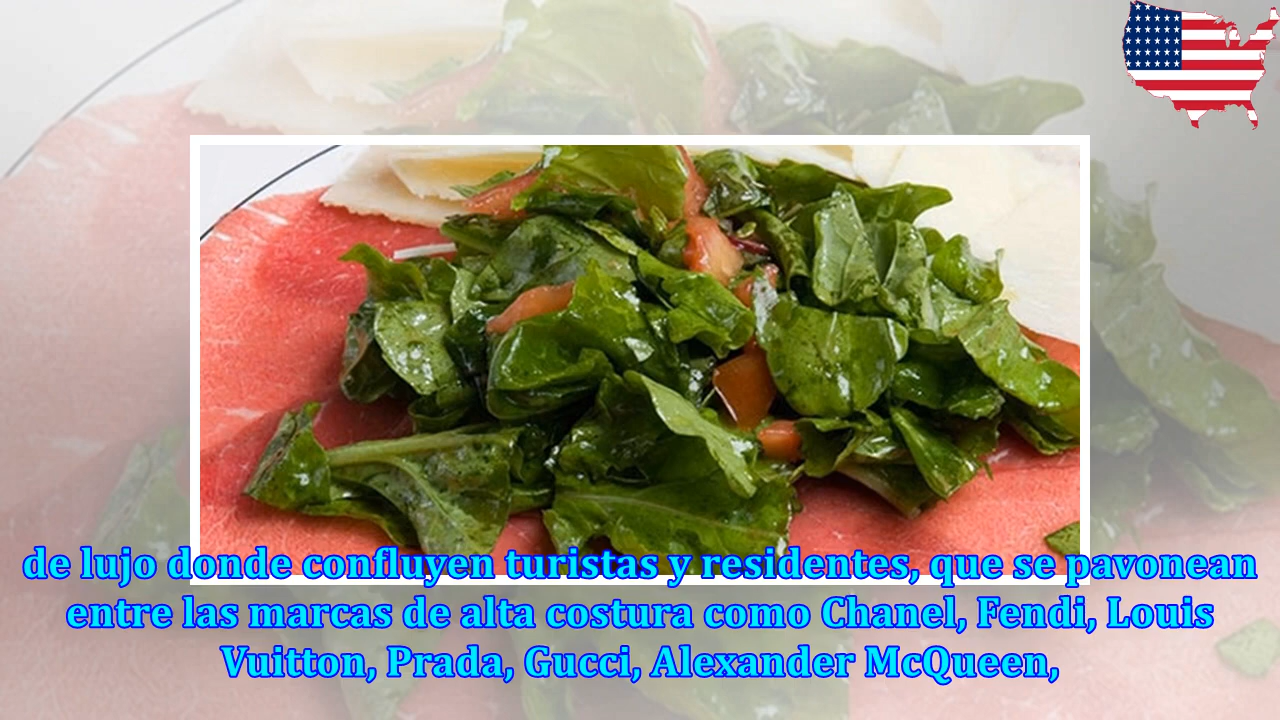 de lujo donde confluyen turistas y residentes, que se pavonean
entre las marcas de alta costura como Chanel, Fendi, Louis
Vuitton, Prada, Gucci, Alexander McQueen,